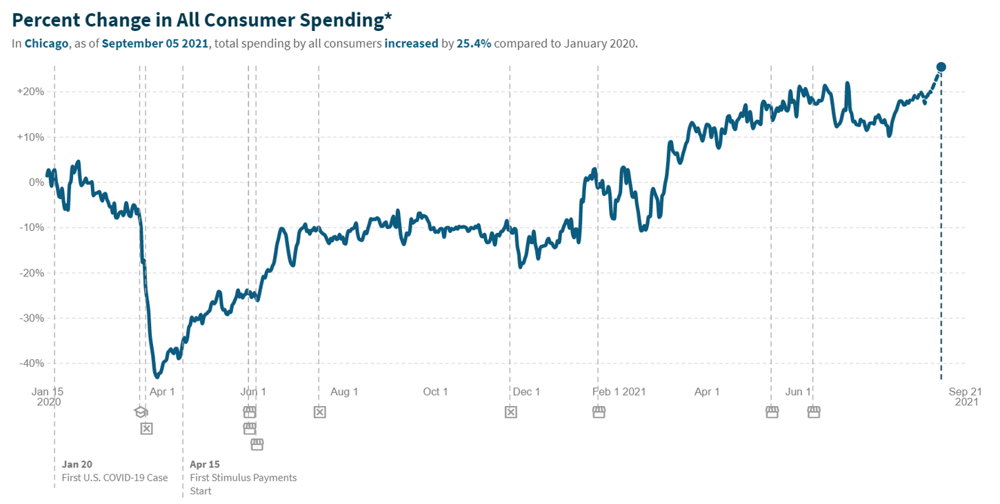 Percent Change in All Consumer Spending*
In Chicago, as of September 05 2021, total spending by all consumers increased by 25.4% compared to January 2020.
+20%
+10%
0%
-10%
-20%
-30%
-40%
Jan 15
2020
Apr 1
Jun 1
Aug 1
Oct 1
Dec 1
Feb 1 2021
Apr 1
Jun 1
Sep 21
2021
Jan 20
First U.S. COVID-19 Case
Apr 15
First Stimulus Payments
Start